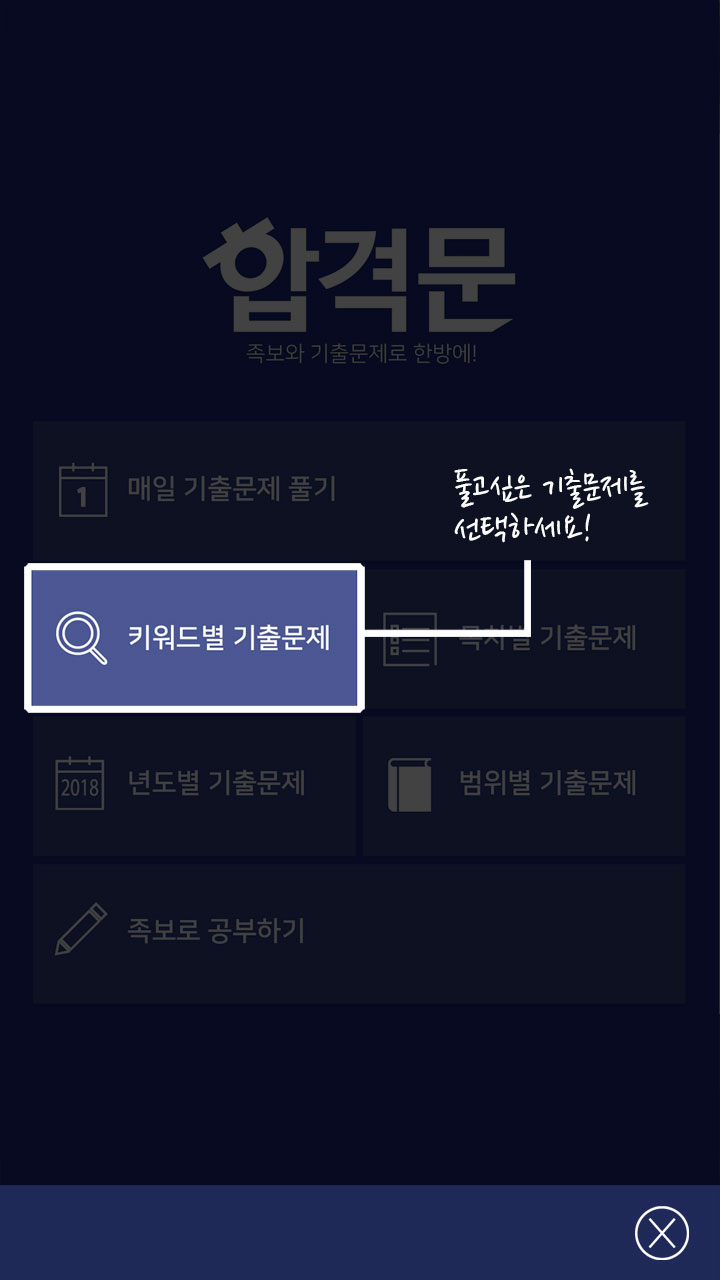 합격문
족보와 기출문제로 한방에!
1
매일 기출문제 풀기
풀고싶은 기출문제를
선택하세요!
키워드별 기출문제
목차별 기출문제
2018
년도별 기출문제
범위별 기출문제
족보로 공부하기